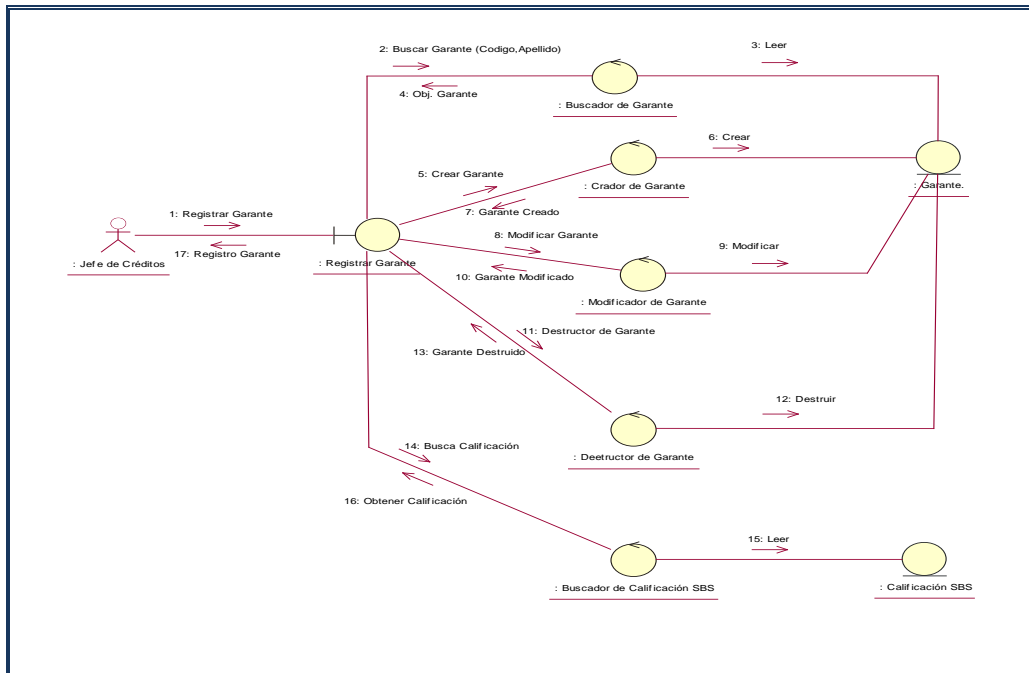 2: Buscar Garante (Codigo,Apellido)
3: Leer
4: Obj. Garante
: Buscador de Garante
6: Crear
5: Crear Garante
: Crador de Garante
: Garante.
7: Garante Creado
1: Registrar Garante
8: Modificar Garante
9: Modificar
17: Registro Garante
: Jefe de Créditos
: Registrar Garante
10: Garante Modificado
: Modificador de Garante
11: Destructor de Garante
13: Garante Destruido
12: Destruir
14: Busca Calificación
: Deetructor de Garante
16: Obtener Calificación
15: Leer
: Buscador de Calificación SBS
: Calificación SBS